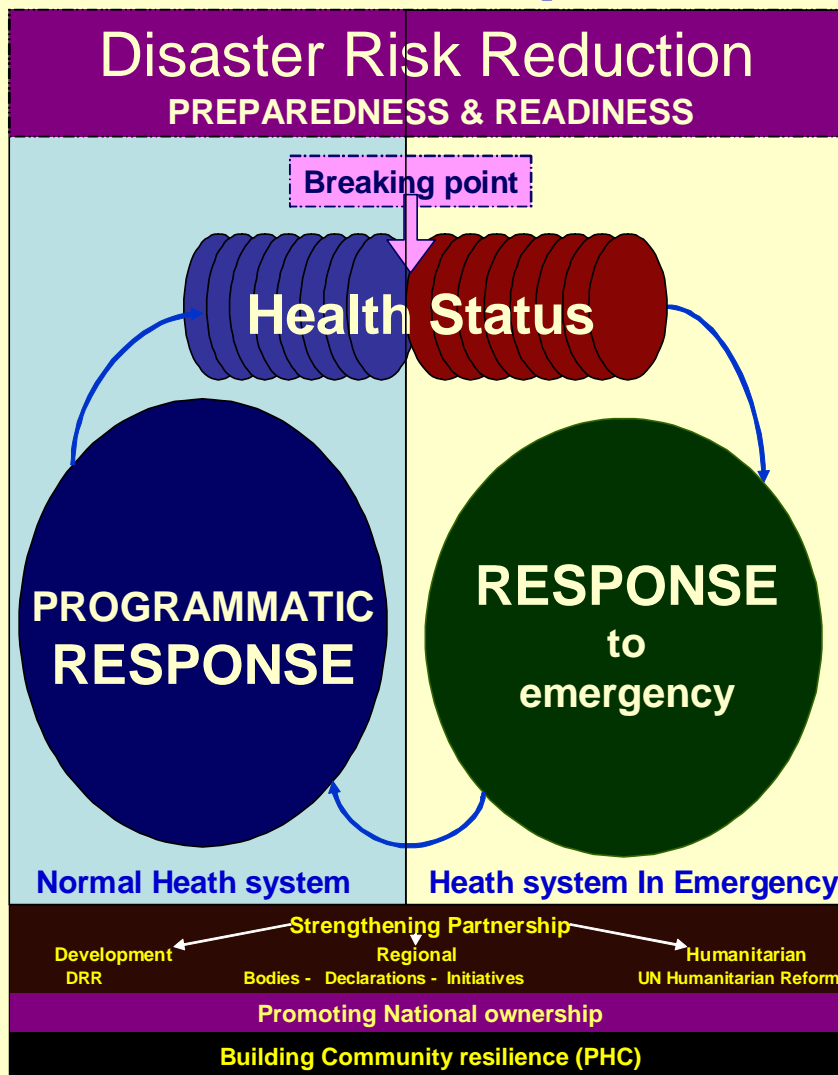 Disaster Risk Reduction
PREPAREDNESS & READINESS
Breaking point
Health Status
PROGRAMMATIC
RESPONSE
RESPONSE
to
emergency
Normal Heath system
Heath system In Emergency
Strengthening Partnership
Development
Regional
Humanitarian
DRR
Bodies - Declarations - Initiatives
UN Humanitarian Reform
Promoting National ownership
Building Community resilience (PHC)